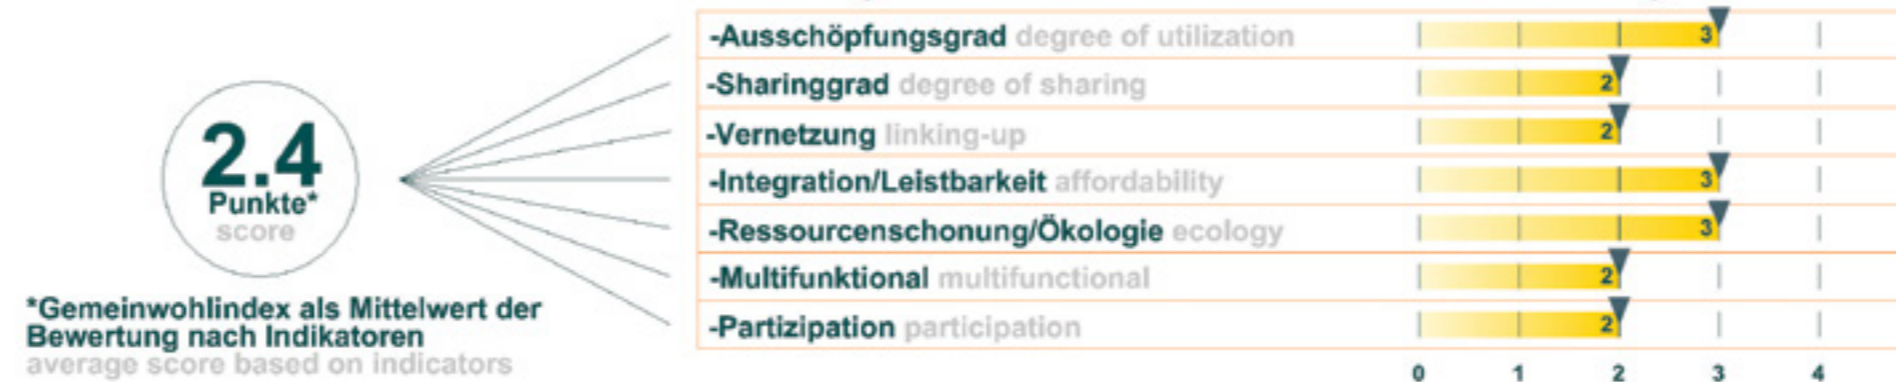 -Ausschöpfungsgrad degree of utilization 3
-Sharinggrad degree of sharing 2
-Vernetzung linking-up 2
-Integration/Leistbarkeit affordability 3
-Ressourcenschonung/Ökologie ecology 3
-Multifunktional multifunctional 2
-Partizipation participation 2
0 1 2 3 4
2.4
Punkte*
score
*Gemeinwohlindex als Mittelwert der
Bewertung nach Indikatoren
average score based on indicators